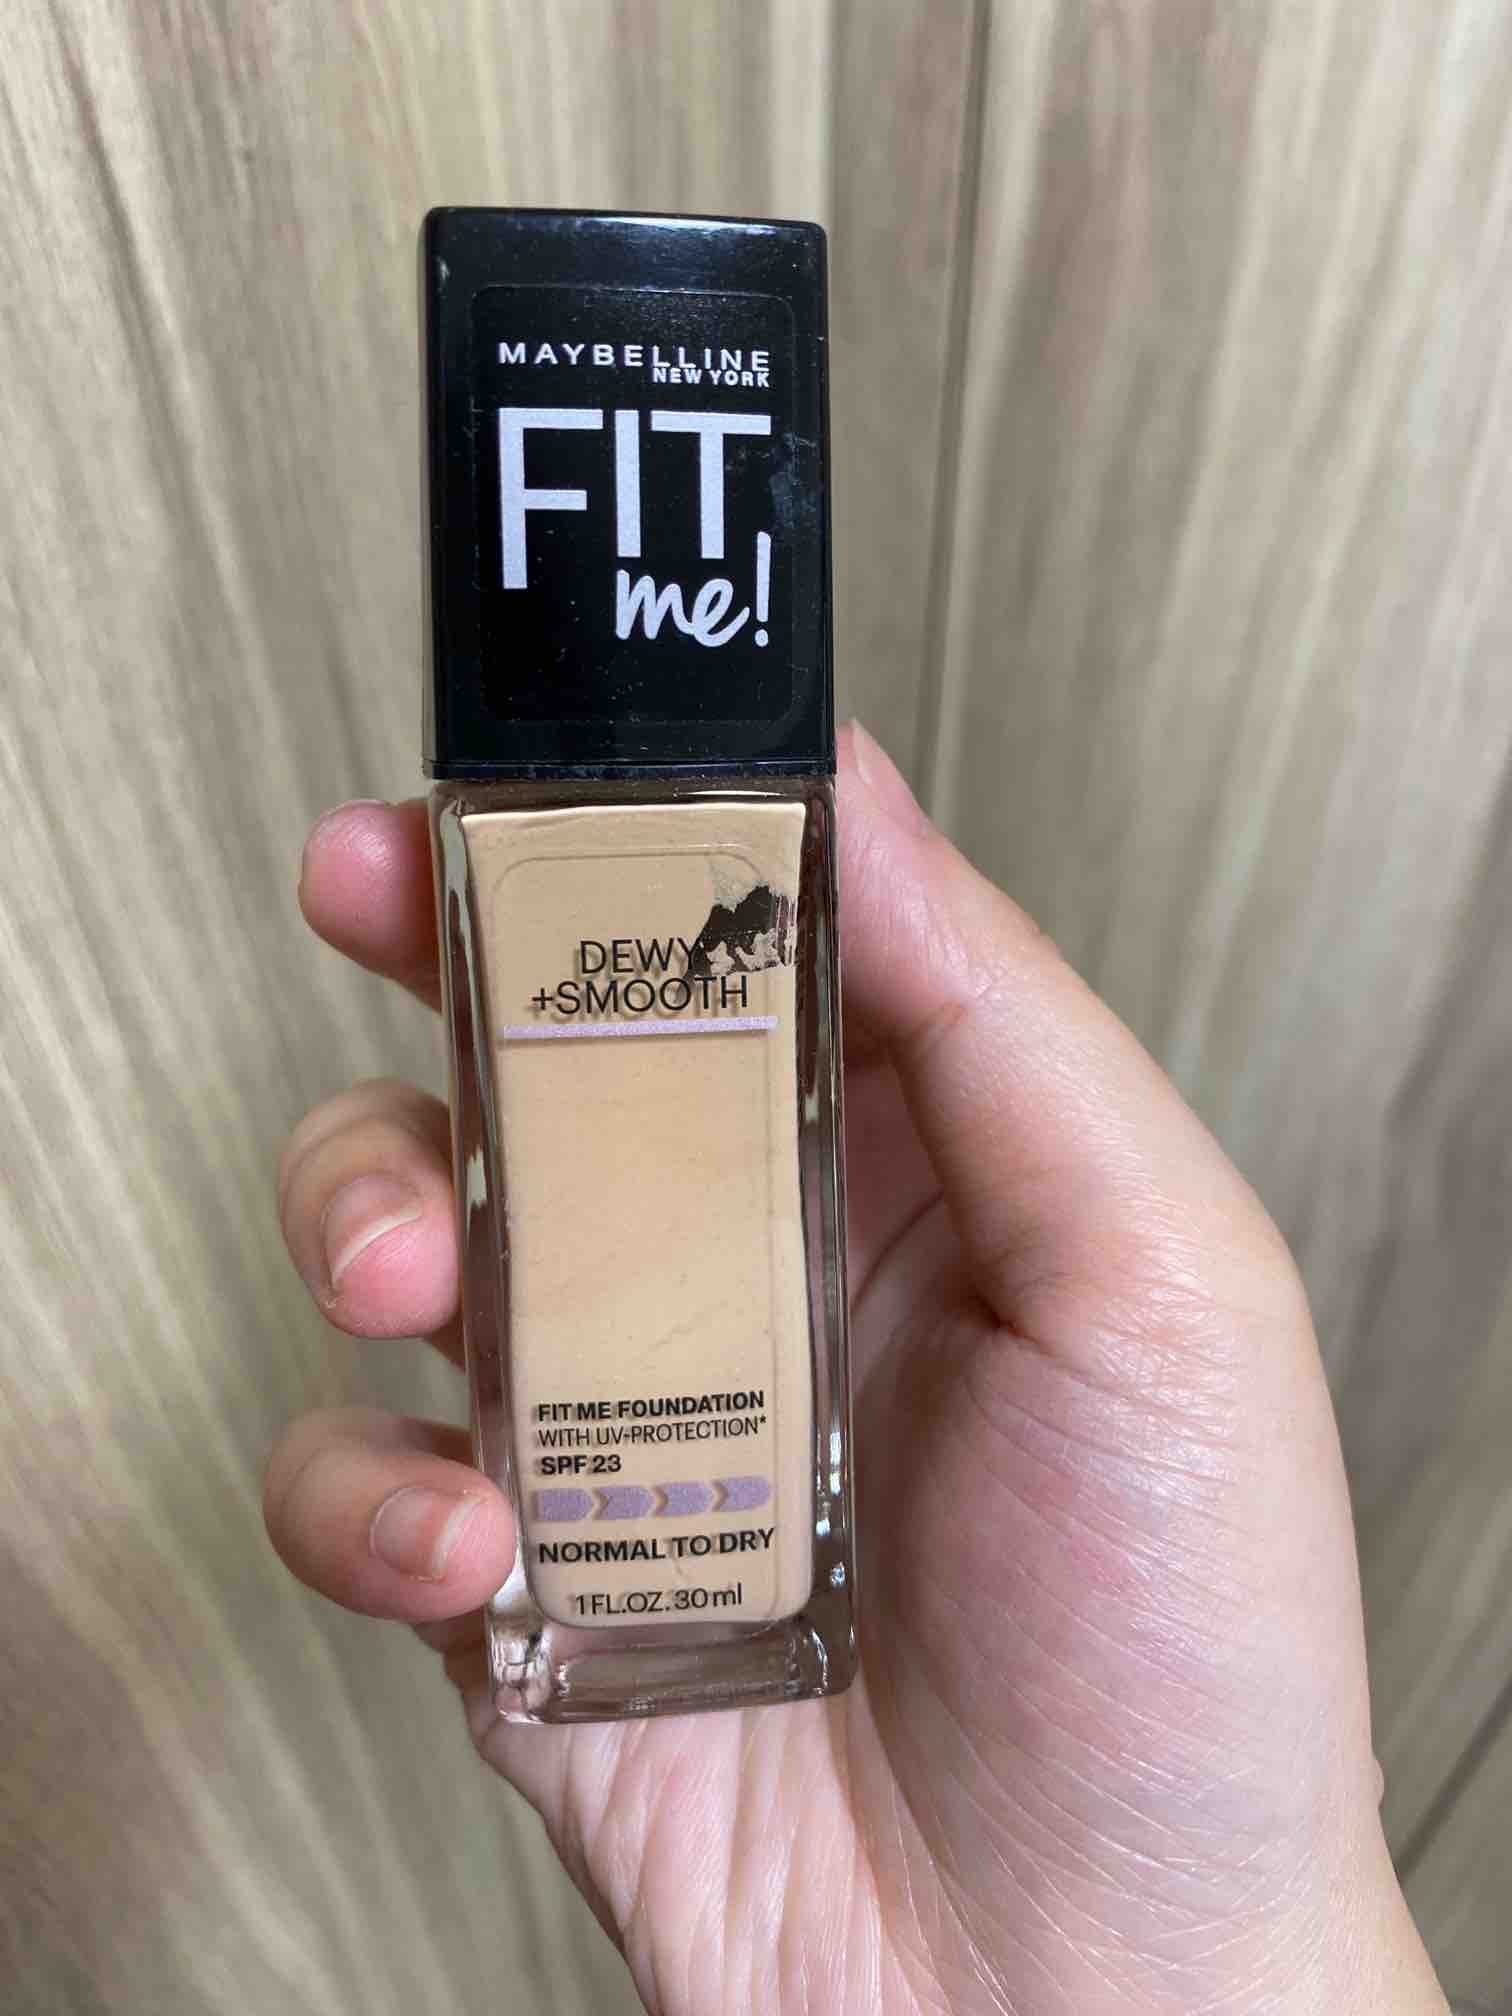 MAYBELLINE
NEW YORK
FIT
me!
DEWY
+SMOOTH
FIT ME FOUNDATION
WITH UV-PROTECTION*
SPF 23
NORMAL TO DRY
1 FL.OZ. 30 ml